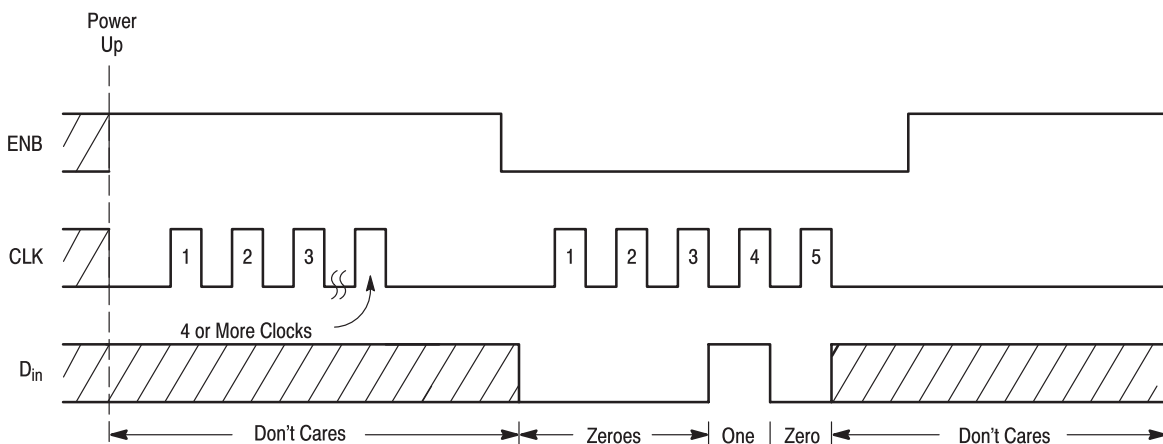 Power
Up
ENB
CLK
1 2 3 1 2 3 4 5
4 or More Clocks
Din
Don't Cares Zeroes One Zero Don't Cares